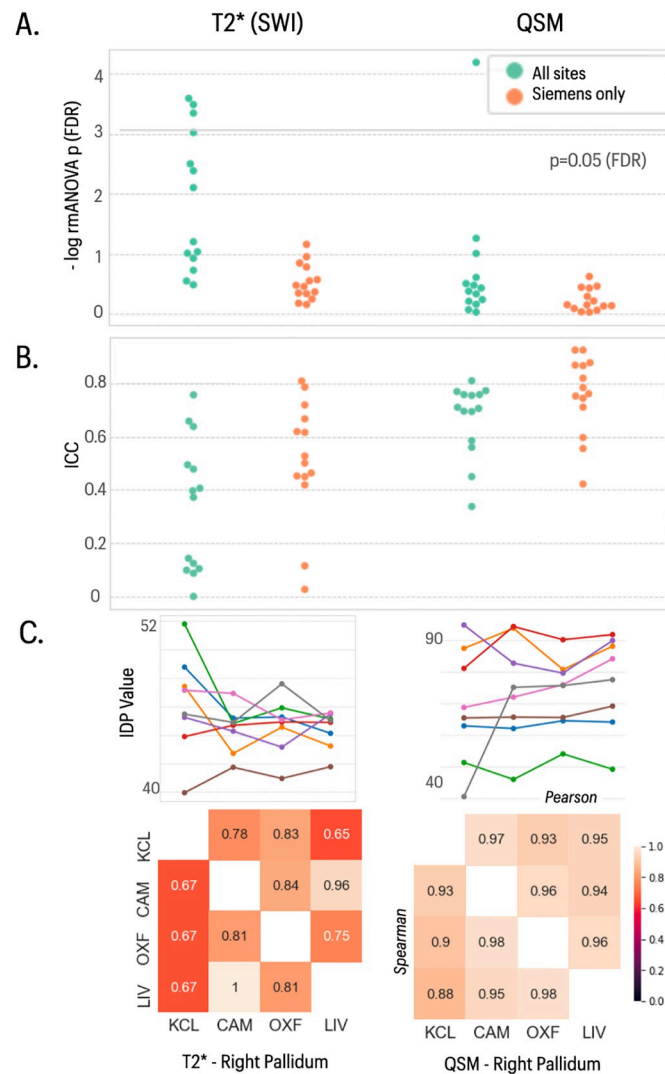 A.
T2* (SWI)
QSM
All sites
Siemens only
p=0.05 (FDR)
- log rmANOVA p (FDR)
4
3
2
1
0
B.
ICC
0.8
0.6
0.4
0.2
0
C.
IDP Value
52
40
90
40
Pearson
KCL
0.78
0.83
0.65
CAM
0.67
0.84
0.96
OXF
0.67
0.81
0.75
LIV
0.67
1
0.81
KCL CAM OXF LIV
T2* - Right Pallidum
Spearman
0.97
0.93
0.95
0.93
0.96
0.94
0.9
0.98
0.96
0.88
0.95
0.98
KCL CAM OXF LIV
QSM - Right Pallidum
1.0
0.8
0.6
0.4
0.2
0.0